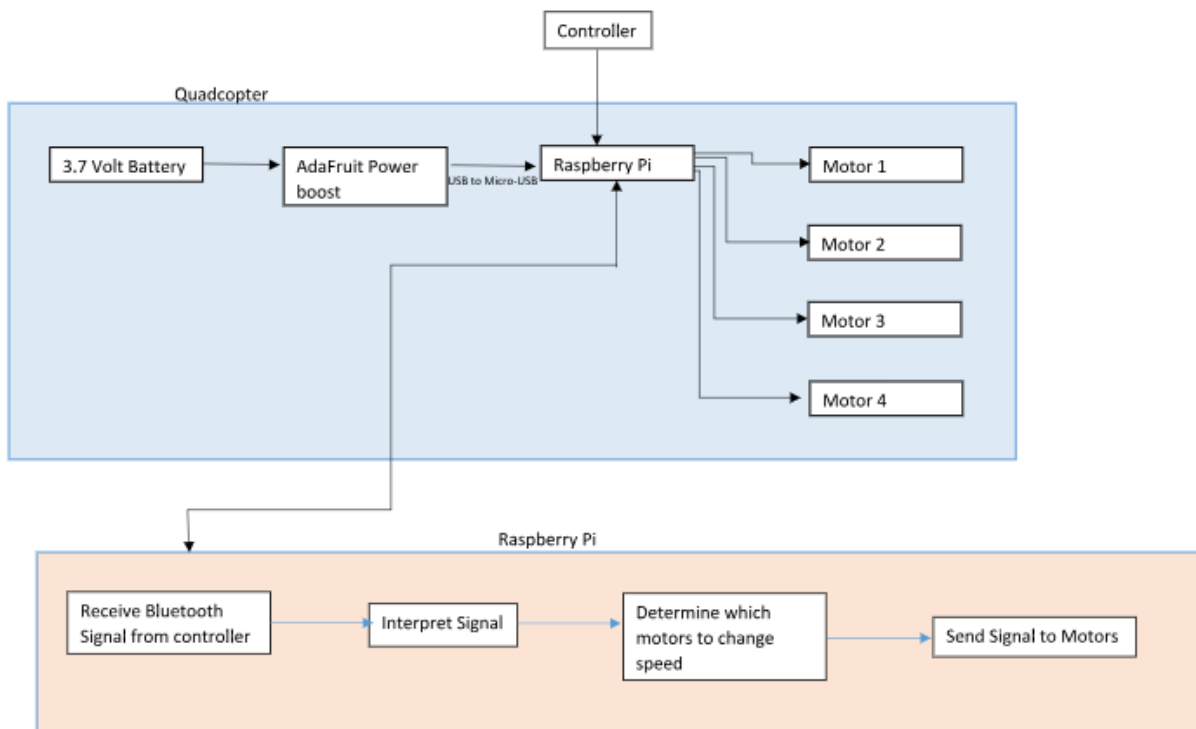 Controller
Quadcopter
3.7 Volt Battery
AdaFruit Power
boost
USB to Micro-USB
Raspberry Pi
Motor 1
Motor 2
Motor 3
Motor 4
Raspberry Pi
Receive Bluetooth
Signal from controller
Interpret Signal
Determine which
motors to change
speed
Send Signal to Motors